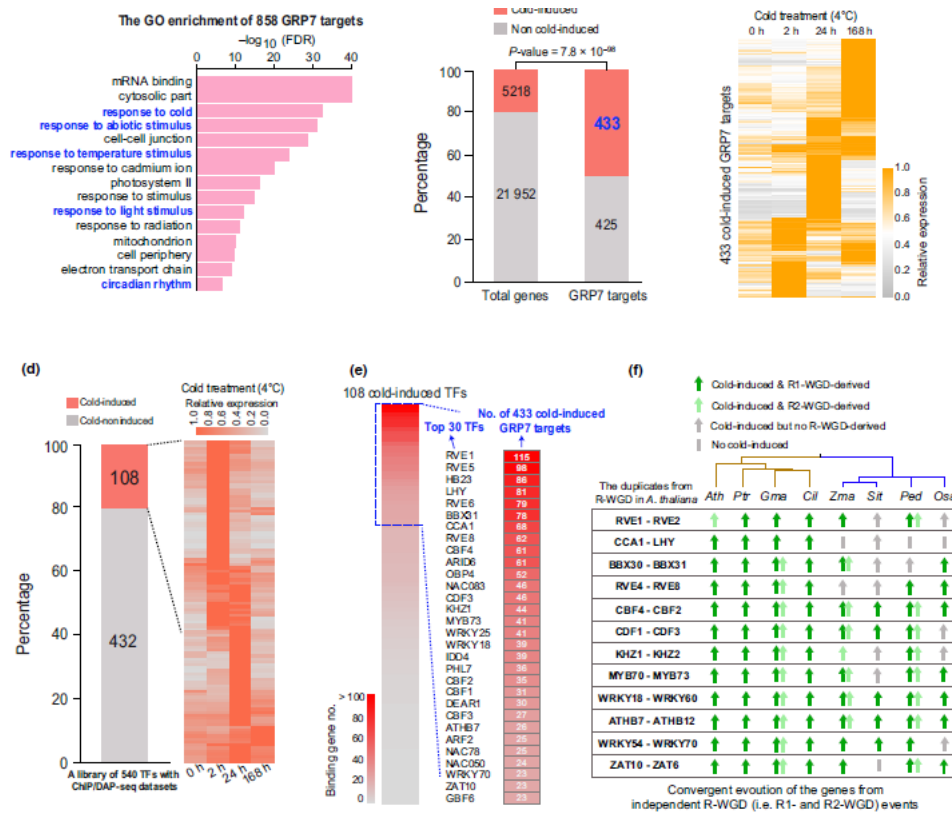 The GO enrichment of 858 GRP7 targets
–log10 (FDR)
0 10 20 30 40
mRNA binding
cytosolic part
response to cold
response to abiotic stimulus
cell-cell junction
response to temperature stimulus
response to cadmium ion
photosystem II
response to stimulus
response to light stimulus
response to radiation
mitochondrion
cell periphery
electron transport chain
circadian rhythm
Cold-induced
Non cold-induced
P-value = 7.8 × 10–98
Percentage
100
80
60
40
20
0
5218
433
21 952
425
Total genes GRP7 targets
Cold treatment (4°C)
0 h 2 h 24 h 168 h
433 cold-induced GRP7 targets
1.0
0.8
0.6
0.4
0.2
0.0
Relative expression
(d)
Cold-induced
Cold-noninduced
Cold treatment (4°C)
Relative expression
1.0 0.8 0.6 0.4 0.2 0.0
Percentage
100
80
60
40
20
0
108
432
A library of 540 TFs with
ChIP/DAP-seq datasets
0 h 2 h 24 h 168 h
(e)
108 cold-induced TFs
No. of 433 cold-induced
GRP7 targets
Top 30 TFs
RVE1 115
RVE5 98
HB23 86
LHY 81
RVE6 79
BBX31 78
CCA1 68
RVE8 62
CBF4 61
ARID6 61
OBP4 52
NAC083 46
CDF3 46
KHZ1 44
MYB73 41
WRKY25 41
WRKY18 39
IDD4 39
PHL7 36
CBF2 35
CBF1 31
DEAR1 30
CBF3 27
ATHB7 26
ARF2 25
NAC78 25
NAC050 24
WRKY70 23
ZAT10 23
GBF6 23
Binding gene no.
> 100
80
60
40
20
0
(f)
Cold-induced & R1-WGD-derived
Cold-induced & R2-WGD-derived
Cold-induced but no R-WGD-derived
No cold-induced
The duplicates from
R-WGD in A. thaliana
Ath Ptr Gma Cil Zma Sit Ped Osa
RVE1 - RVE2
CCA1 - LHY
BBX30 - BBX31
RVE4 - RVE8
CBF4 - CBF2
CDF1 - CDF3
KHZ1 - KHZ2
MYB70 - MYB73
WRKY18 - WRKY60
ATHB7 - ATHB12
WRKY54 - WRKY70
ZAT10 - ZAT6
Convergent evoution of the genes from
independent R-WGD (i.e. R1- and R2-WGD) events